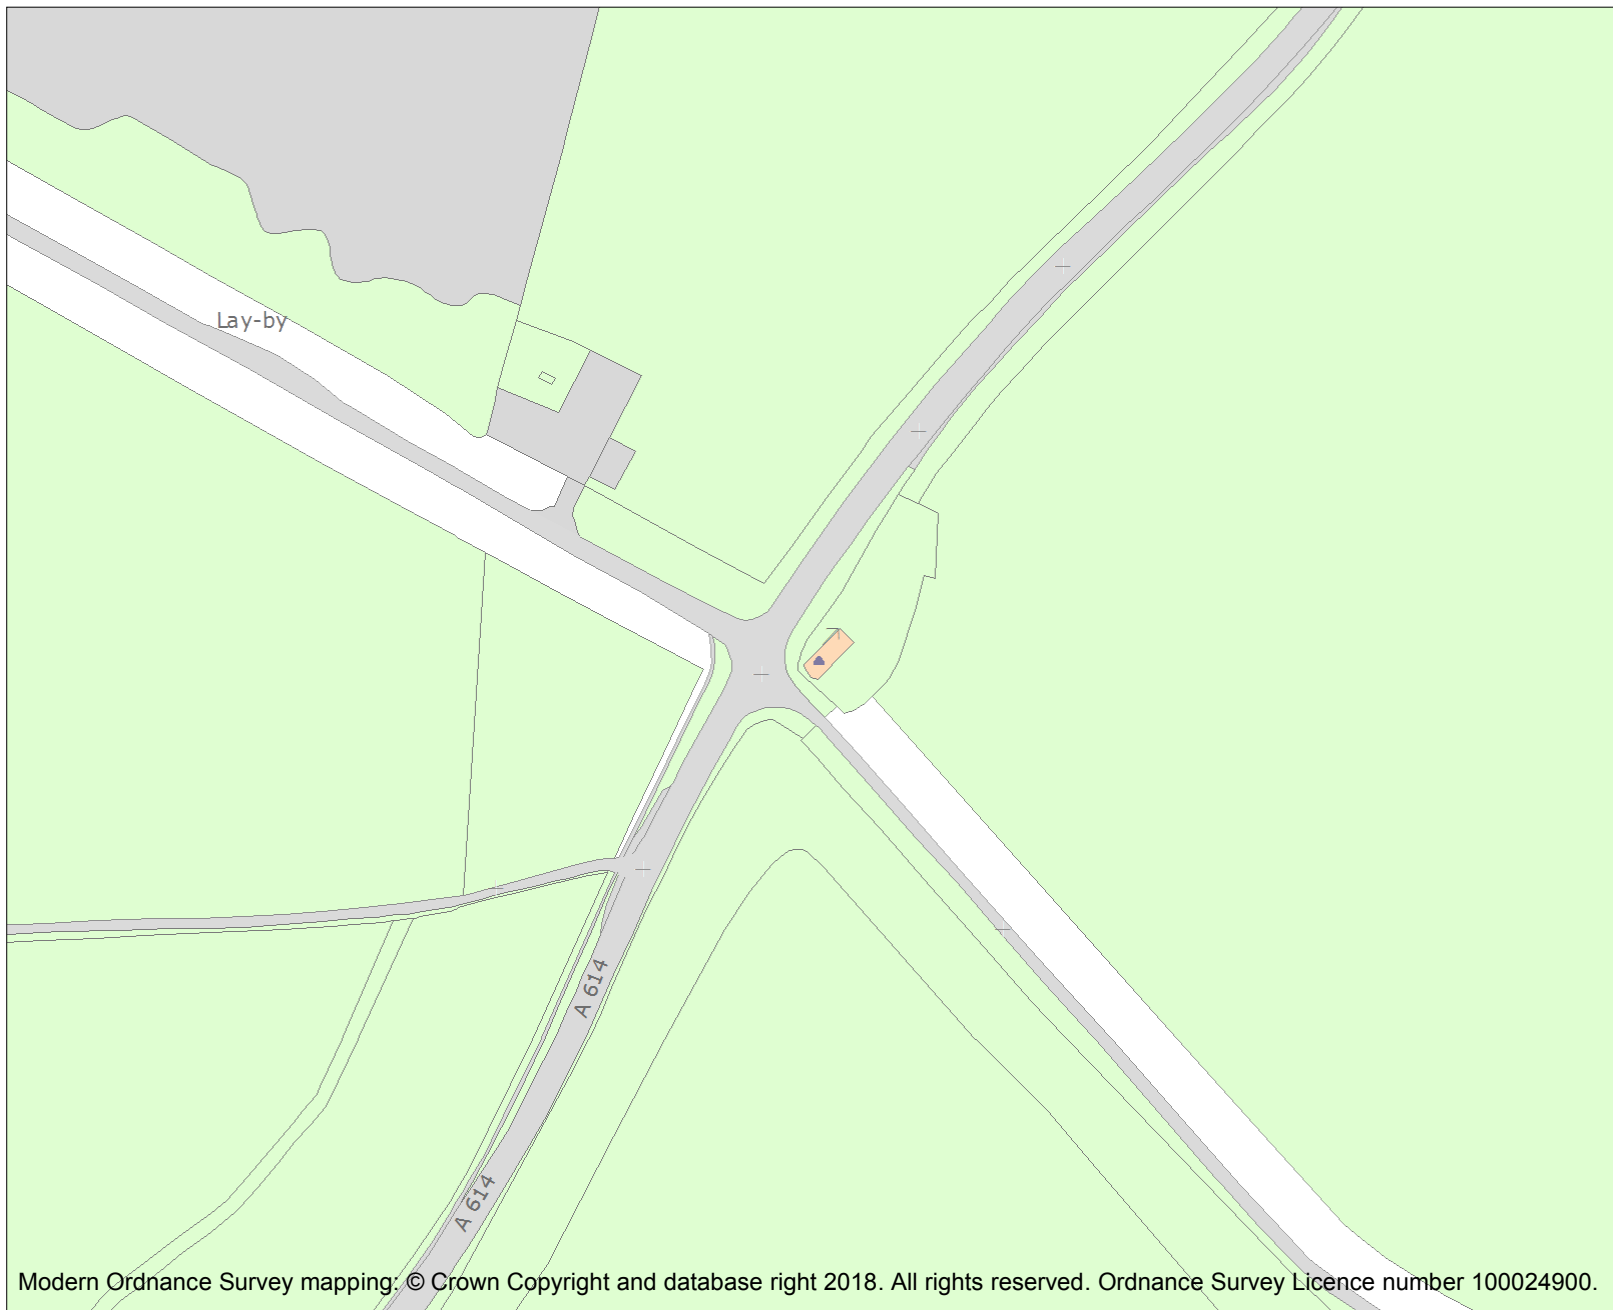 Lay-by
A 614
A 614
Modern Ordnance Survey mapping: © Crown Copyright and database right 2018. All rights reserved. Ordnance Survey Licence number 100024900.